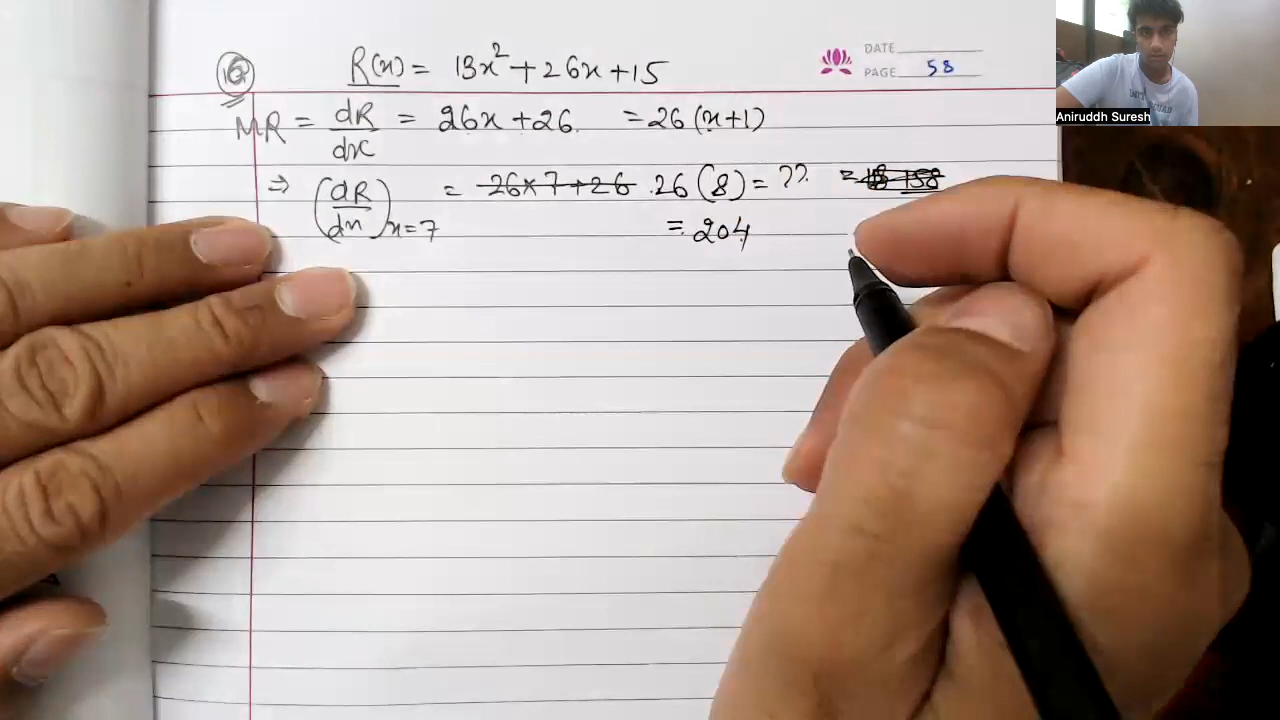 16 R(x) = 13x² + 26x + 15
DATE
PAGE 58
MR = dR/dx = 26x + 26. = 26 (x+1)
⇒ (dR/dx)x=7 = 26×7+26 .26 (8) = ?? = 158
= 204
Aniruddh Suresh